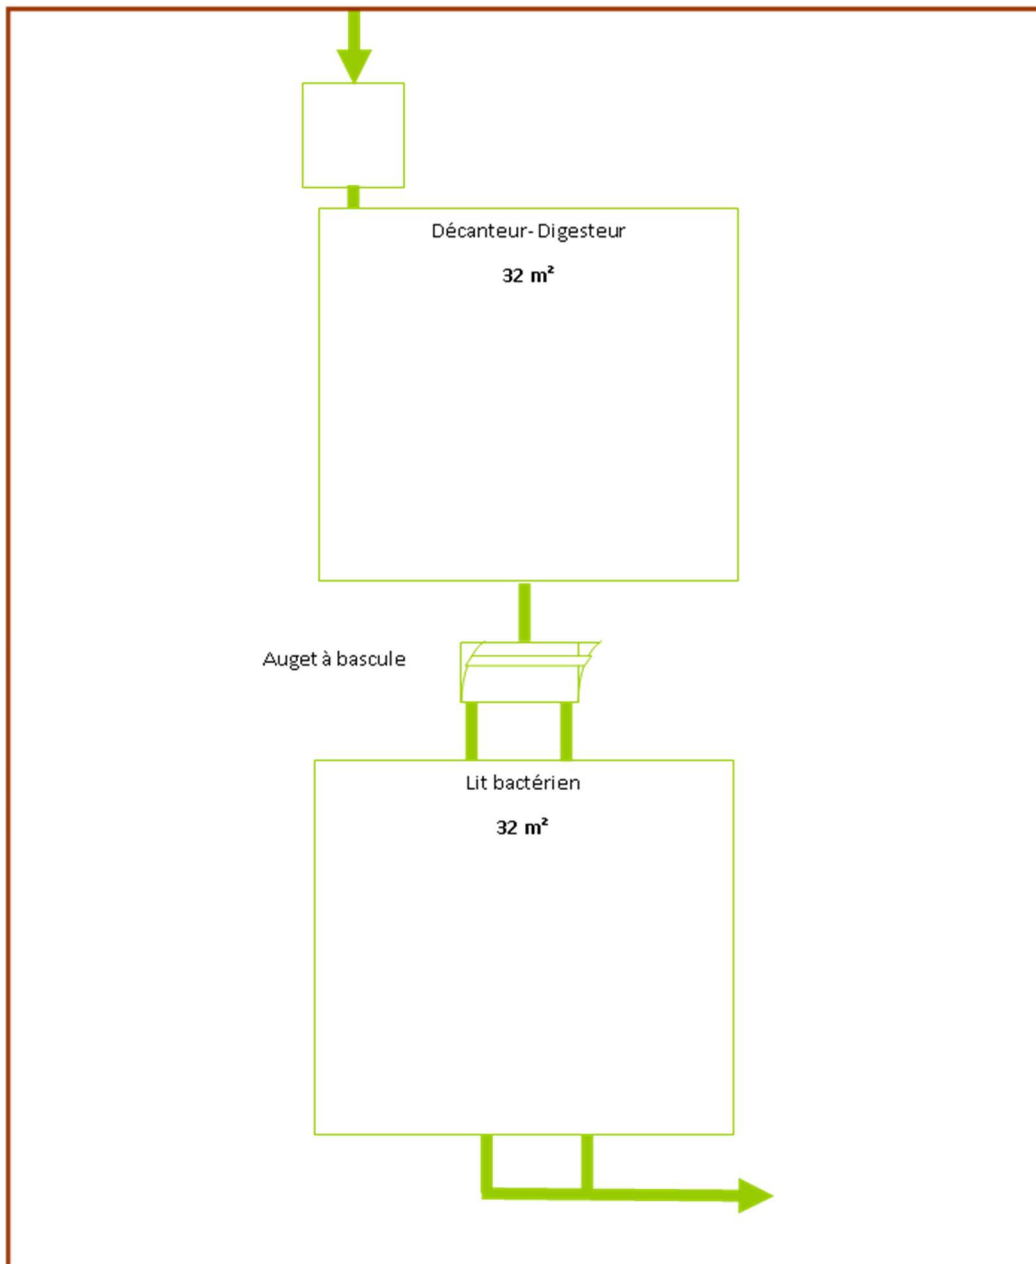 Décanteur- Digesteur
32 m²
Auget à bascule
Lit bactérien
32 m²